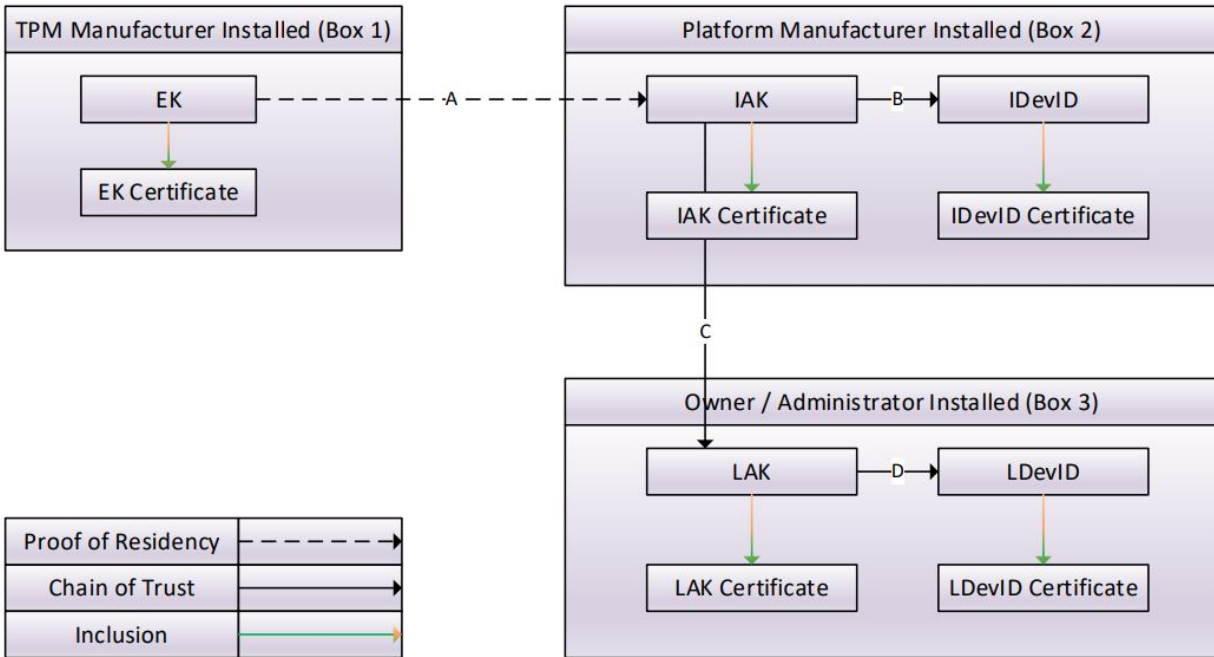 TPM Manufacturer Installed (Box 1)
EK
EK Certificate
A
Platform Manufacturer Installed (Box 2)
IAK
B
IDevID
IAK Certificate
IDevID Certificate
C
Owner / Administrator Installed (Box 3)
LAK
D
LDevID
LAK Certificate
LDevID Certificate
Proof of Residency
Chain of Trust
Inclusion